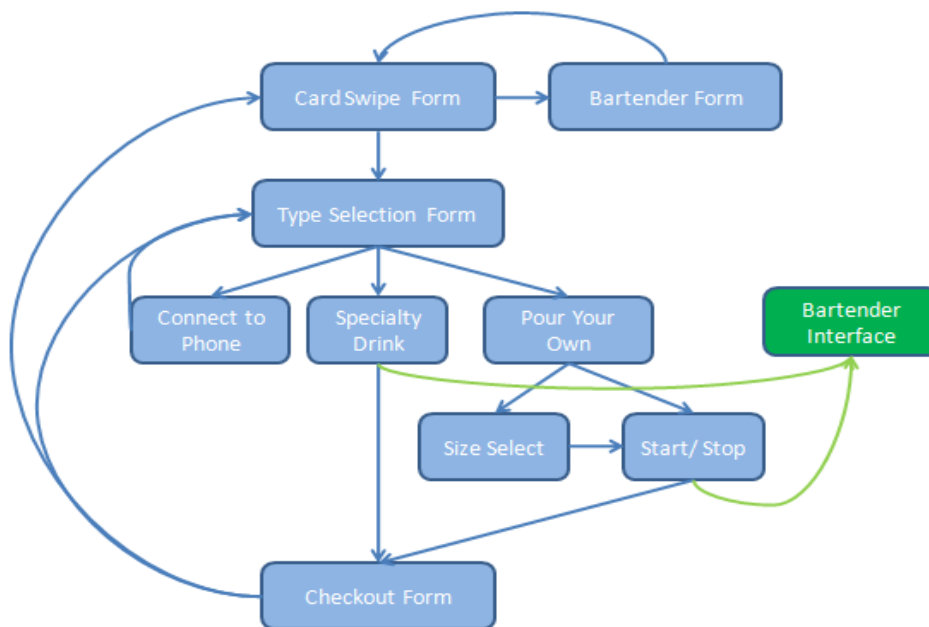 Card Swipe Form
Bartender Form
Type Selection Form
Connect to
Phone
Specialty
Drink
Pour Your
Own
Bartender
Interface
Size Select
Start/ Stop
Checkout Form